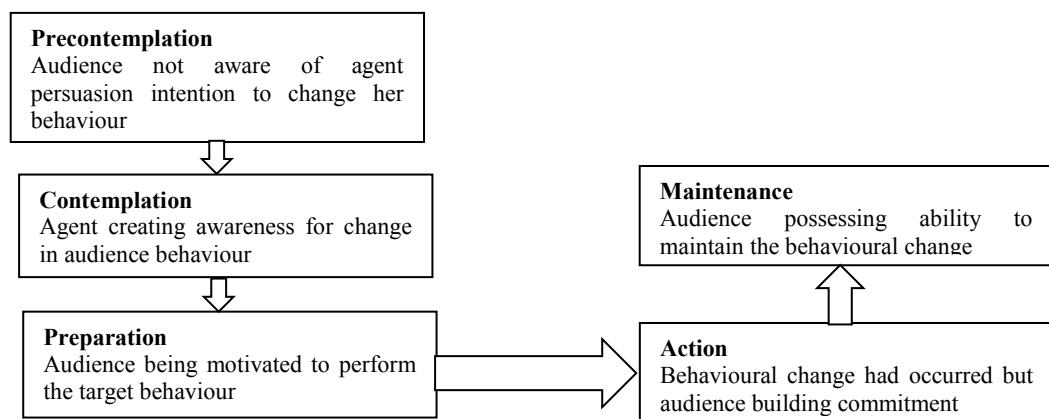 Precontemplation
Audience not aware of agent
persuasion intention to change her
behaviour
Contemplation
Agent creating awareness for change
in audience behaviour
Preparation
Audience being motivated to perform
the target behaviour
Maintenance
Audience possessing ability to
maintain the behavioural change
Action
Behavioural change had occurred but
audience building commitment